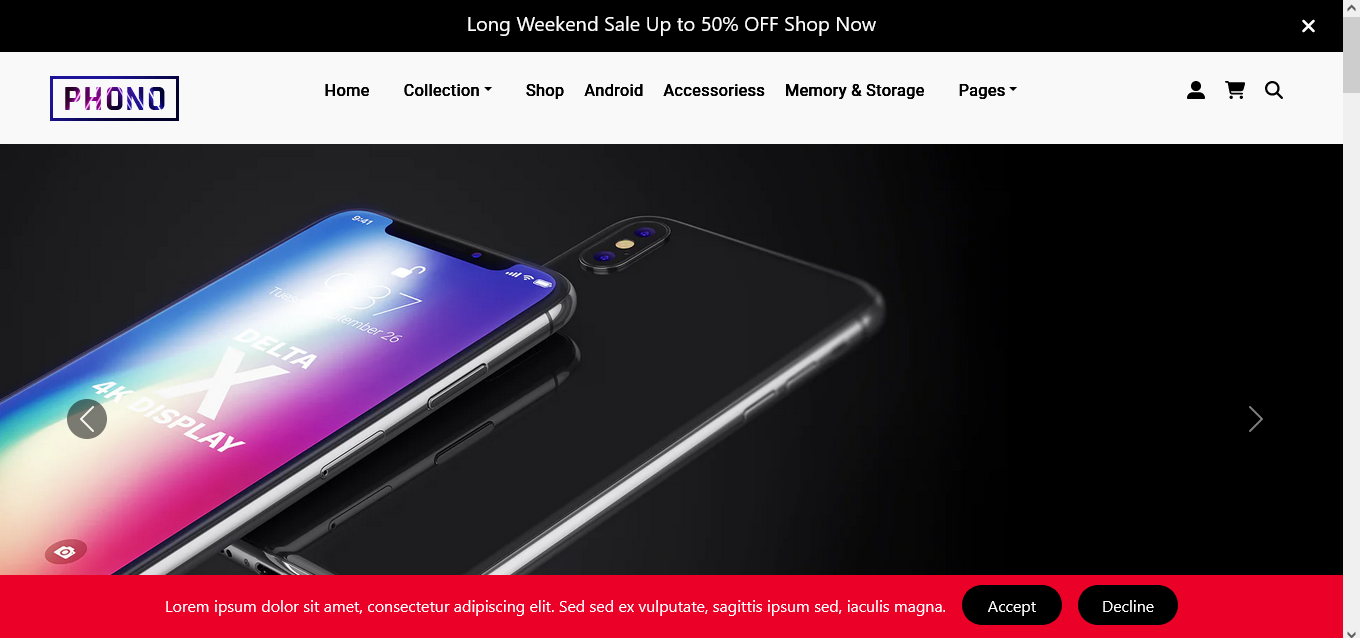 Long Weekend Sale Up to 50% OFF Shop Now
PHONO
Home Collection Shop Android Accessoriess Memory & Storage Pages
9:41
9:37
Tuesday, September 26
DELTA
X
4K DISPLAY
Lorem ipsum dolor sit amet, consectetur adipiscing elit. Sed sed ex vulputate, sagittis ipsum sed, iaculis magna. Accept Decline